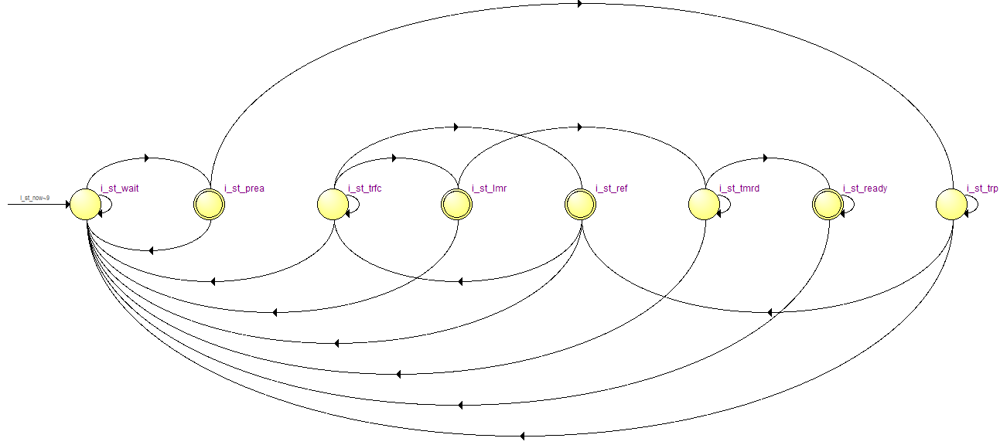 i_st_now~9
i_st_wait
i_st_prea
i_st_trfc
i_st_lmr
i_st_ref
i_st_tmrd
i_st_ready
i_st_trp